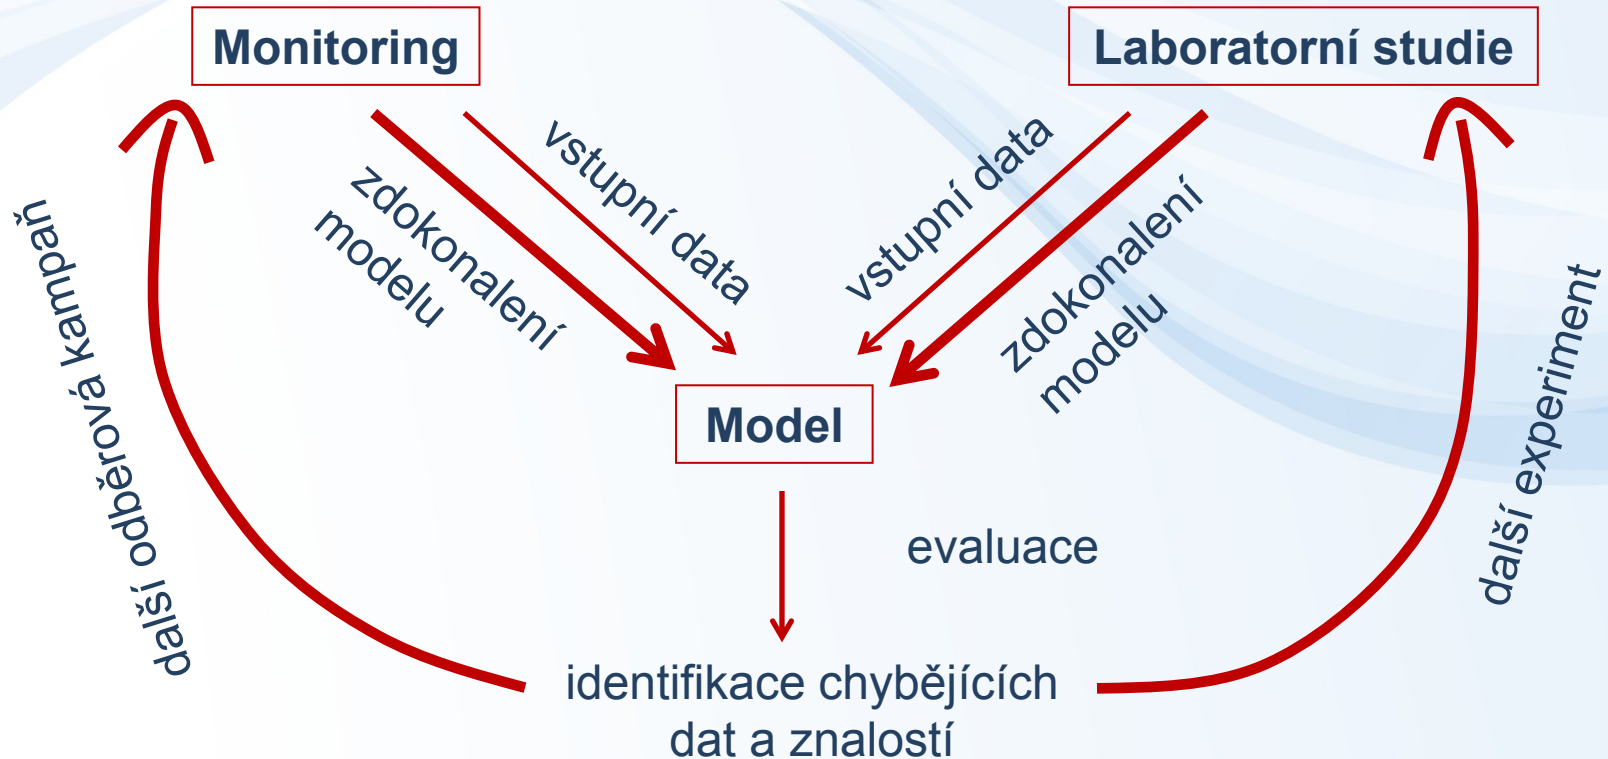 Monitoring
Laboratorní studie
vstupní data
zdokonalení
modelu
vstupní data
zdokonalení
modelu
další odběrová kampaň
další experiment
Model
evaluace
identifikace chybějících
dat a znalostí